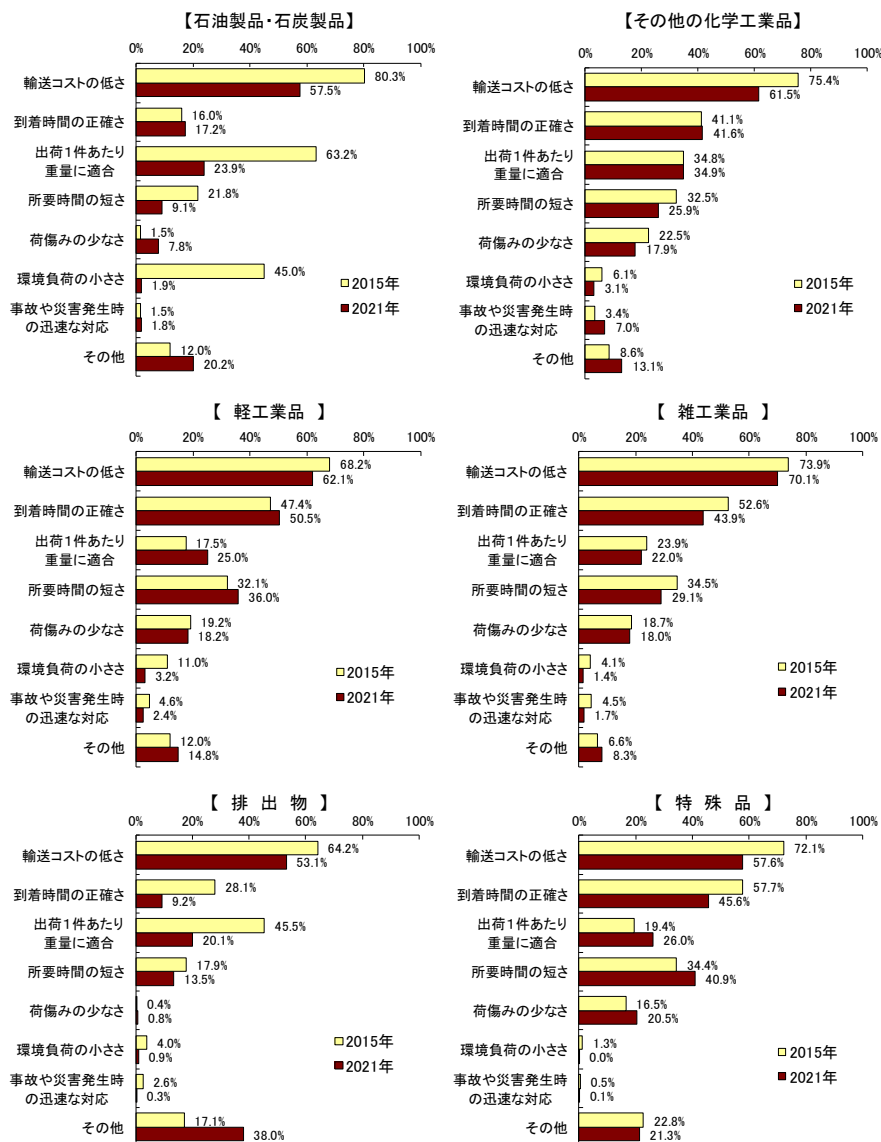 【石油製品・石炭製品】
0% 20% 40% 60% 80% 100%
輸送コストの低さ
80.3%
57.5%
到着時間の正確さ
16.0%
17.2%
出荷1件あたり
重量に適合
63.2%
23.9%
所要時間の短さ
21.8%
9.1%
荷傷みの少なさ
1.5%
7.8%
環境負荷の小ささ
45.0%
1.9%
事故や災害発生時
の迅速な対応
1.5%
1.8%
その他
12.0%
20.2%
2015年
2021年
【その他の化学工業品】
0% 20% 40% 60% 80% 100%
輸送コストの低さ
75.4%
61.5%
到着時間の正確さ
41.1%
41.6%
出荷1件あたり
重量に適合
34.8%
34.9%
所要時間の短さ
32.5%
25.9%
荷傷みの少なさ
22.5%
17.9%
環境負荷の小ささ
6.1%
3.1%
事故や災害発生時
の迅速な対応
3.4%
7.0%
その他
8.6%
13.1%
2015年
2021年
【 軽工業品 】
0% 20% 40% 60% 80% 100%
輸送コストの低さ
68.2%
62.1%
到着時間の正確さ
47.4%
50.5%
出荷1件あたり
重量に適合
17.5%
25.0%
所要時間の短さ
32.1%
36.0%
荷傷みの少なさ
19.2%
18.2%
環境負荷の小ささ
11.0%
3.2%
事故や災害発生時
の迅速な対応
4.6%
2.4%
その他
12.0%
14.8%
2015年
2021年
【 雑工業品 】
0% 20% 40% 60% 80% 100%
輸送コストの低さ
73.9%
70.1%
到着時間の正確さ
52.6%
43.9%
出荷1件あたり
重量に適合
23.9%
22.0%
所要時間の短さ
34.5%
29.1%
荷傷みの少なさ
18.7%
18.0%
環境負荷の小ささ
4.1%
1.4%
事故や災害発生時
の迅速な対応
4.5%
1.7%
その他
6.6%
8.3%
2015年
2021年
【 排 出 物 】
0% 20% 40% 60% 80% 100%
輸送コストの低さ
64.2%
53.1%
到着時間の正確さ
28.1%
9.2%
出荷1件あたり
重量に適合
45.5%
20.1%
所要時間の短さ
17.9%
13.5%
荷傷みの少なさ
0.4%
0.8%
環境負荷の小ささ
4.0%
0.9%
事故や災害発生時
の迅速な対応
2.6%
0.3%
その他
17.1%
38.0%
2015年
2021年
【 特 殊 品 】
0% 20% 40% 60% 80% 100%
輸送コストの低さ
72.1%
57.6%
到着時間の正確さ
57.7%
45.6%
出荷1件あたり
重量に適合
19.4%
26.0%
所要時間の短さ
34.4%
40.9%
荷傷みの少なさ
16.5%
20.5%
環境負荷の小ささ
1.3%
0.0%
事故や災害発生時
の迅速な対応
0.5%
0.1%
その他
22.8%
21.3%
2015年
2021年